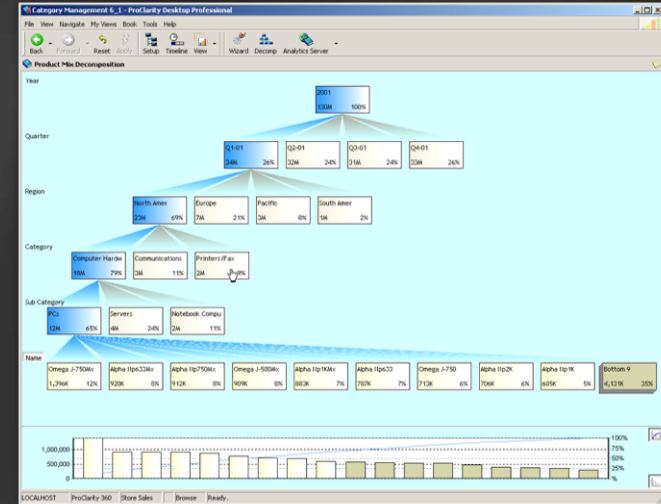 Category Management 6_1 - ProClarity Desktop Professional
File View Navigate My Views Book Tools Help
Back Forward Reset Apply Setup Timeline View Wizard Decomp Analytics Server
Product Mix Decomposition
Year
2001
130M 100%
Quarter
Q1-01 Q2-01 Q3-01 Q4-01
34M 26% 32M 24% 31M 24% 33M 26%
Region
North Amer Europe Pacific South Amer
23M 69% 7M 21% 3M 8% 1M 2%
Category
Computer Hardw Communications Printers/Fax
18M 79% 3M 11% 2M
Sub Category
PCs Servers Notebook Compu
12M 65% 4M 24% 2M 11%
Name
Omega J-750Mx Alpha IIp633Mx Alpha IIp750Mx Omega J-500Mx Alpha IIp1KMx Alpha IIp633 Omega J-750 Alpha IIp2K Alpha IIp1K Bottom 9
1,396K 12% 920K 8% 912K 8% 909K 8% 883K 7% 787K 7% 713K 6% 706K 6% 605K 5% 4,131K 35%
1,000,000
500,000
0
100%
75%
50%
25%
%
LOCALHOST ProClarity 360 Store Sales Browse Ready.